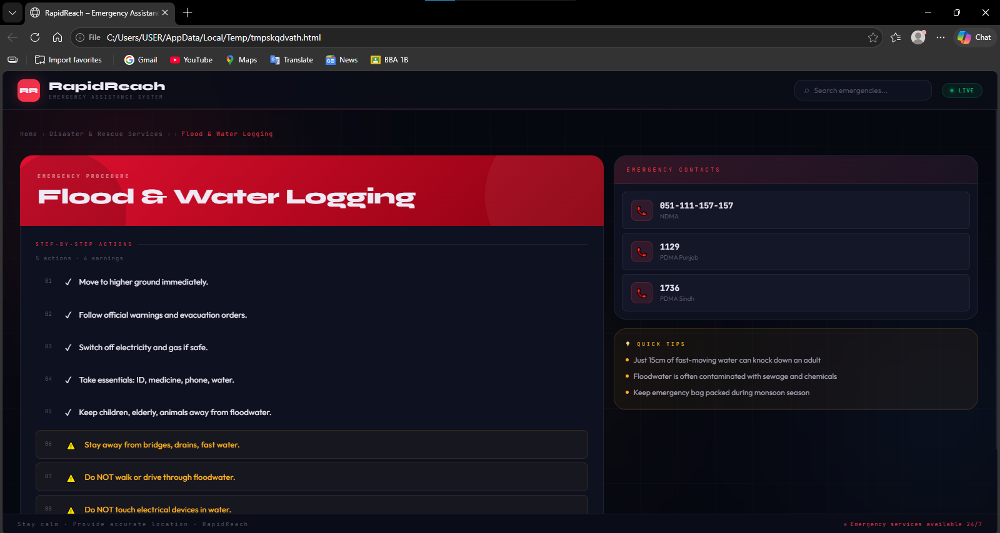 RapidReach – Emergency Assistan
File C:/Users/USER/AppData/Local/Temp/tmpskqdvath.html
Chat
Import favorites Gmail YouTube Maps Translate News BBA 1B
RR
RapidReach
EMERGENCY ASSISTANCE SYSTEM
Search emergencies...
LIVE
Home › Disaster & Rescue Services › › Flood & Water Logging
EMERGENCY PROCEDURE
Flood & Water Logging
STEP-BY-STEP ACTIONS
5 actions · 4 warnings
01 ✓ Move to higher ground immediately.
02 ✓ Follow official warnings and evacuation orders.
03 ✓ Switch off electricity and gas if safe.
04 ✓ Take essentials: ID, medicine, phone, water.
05 ✓ Keep children, elderly, animals away from floodwater.
06 ⚠ Stay away from bridges, drains, fast water.
07 ⚠ Do NOT walk or drive through floodwater.
08 ⚠ Do NOT touch electrical devices in water.
EMERGENCY CONTACTS
051-111-157-157
NDMA
1129
PDMA Punjab
1736
PDMA Sindh
QUICK TIPS
Just 15cm of fast-moving water can knock down an adult
Floodwater is often contaminated with sewage and chemicals
Keep emergency bag packed during monsoon season
Stay calm · Provide accurate location · RapidReach
Emergency services available 24/7